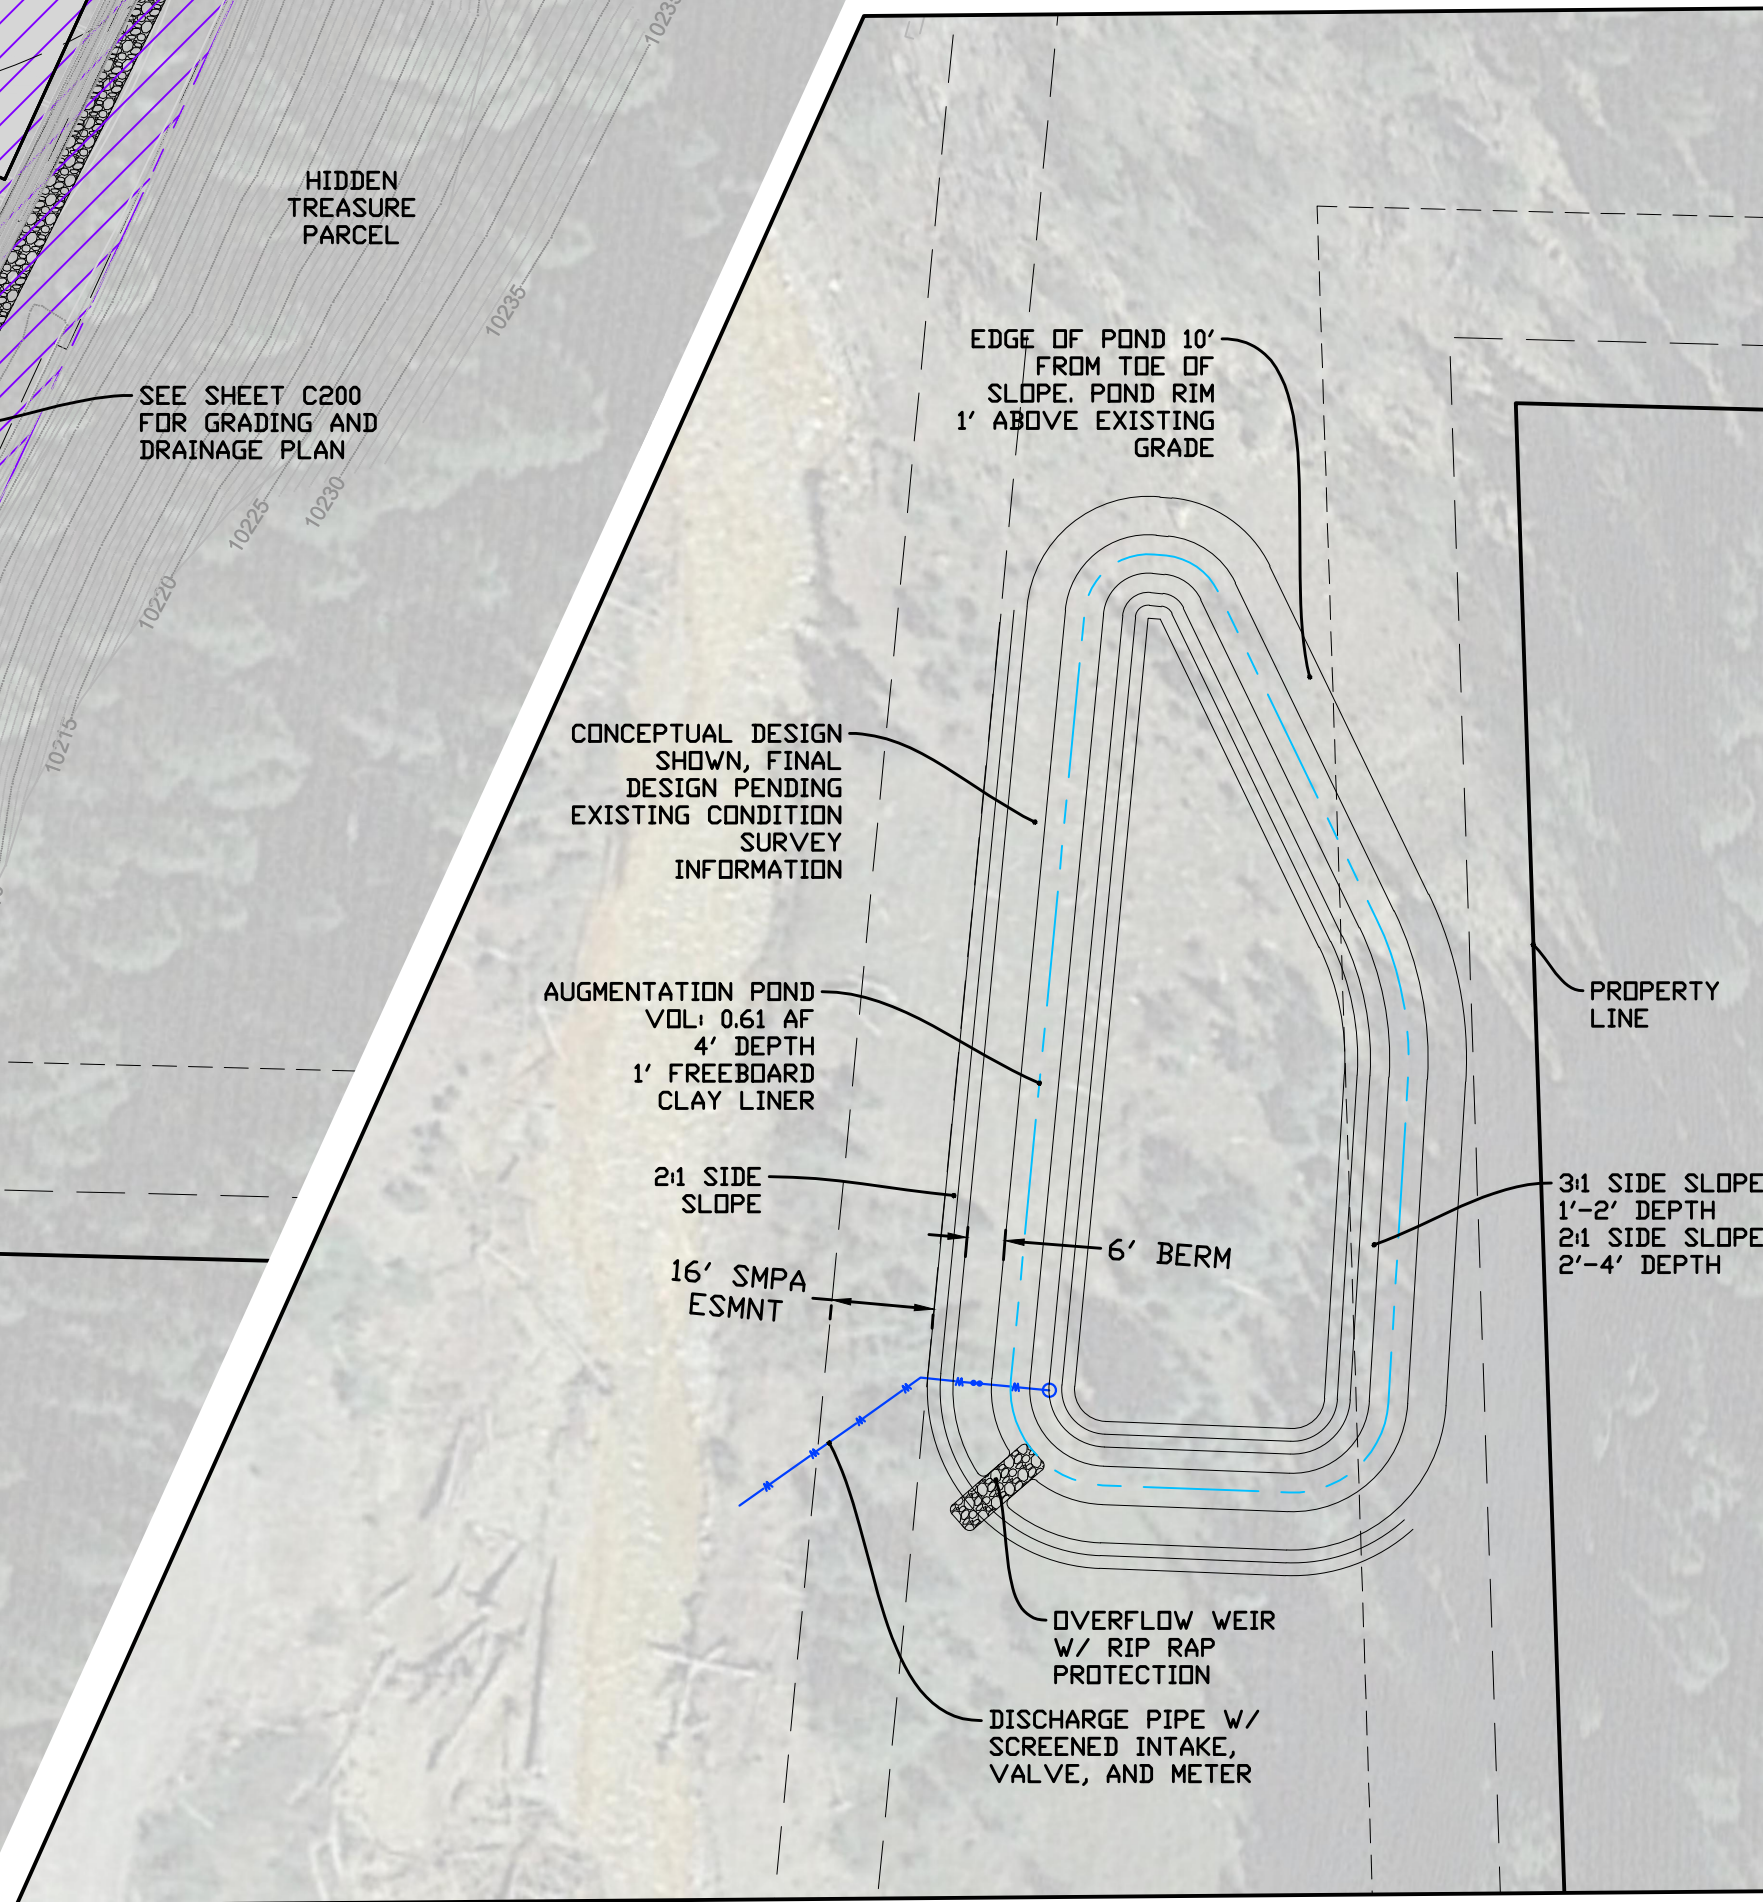 10235
HIDDEN
TREASURE
PARCEL
10235
EDGE OF POND 10'
FROM TOE OF
SLOPE. POND RIM
1' ABOVE EXISTING
GRADE
SEE SHEET C200
FOR GRADING AND
DRAINAGE PLAN
10230
10225
10220
10215
CONCEPTUAL DESIGN
SHOWN, FINAL
DESIGN PENDING
EXISTING CONDITION
SURVEY
INFORMATION
AUGMENTATION POND
VOL: 0.61 AF
4' DEPTH
1' FREEBOARD
CLAY LINER
PROPERTY
LINE
2:1 SIDE
SLOPE
3:1 SIDE SLOPE
1'-2' DEPTH
2:1 SIDE SLOPE
2'-4' DEPTH
6' BERM
16' SMPA
ESMNT
OVERFLOW WEIR
W/ RIP RAP
PROTECTION
DISCHARGE PIPE W/
SCREENED INTAKE,
VALVE, AND METER